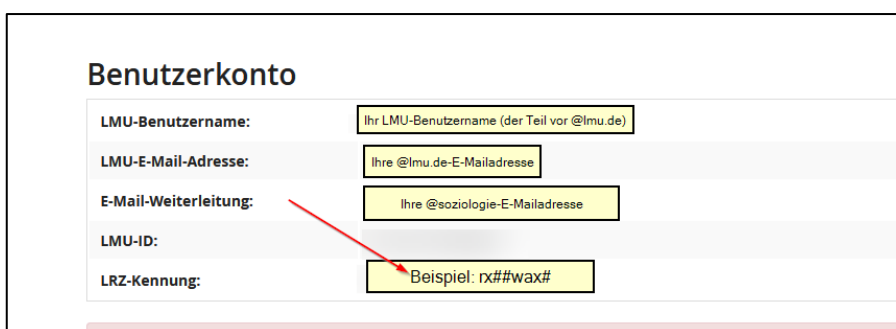 Benutzerkonto
LMU-Benutzername: Ihr LMU-Benutzername (der Teil vor @lmu.de)
LMU-E-Mail-Adresse: Ihre @lmu.de-E-Mailadresse
E-Mail-Weiterleitung: Ihre @soziologie-E-Mailadresse
LMU-ID:
LRZ-Kennung: Beispiel: rx##wax#